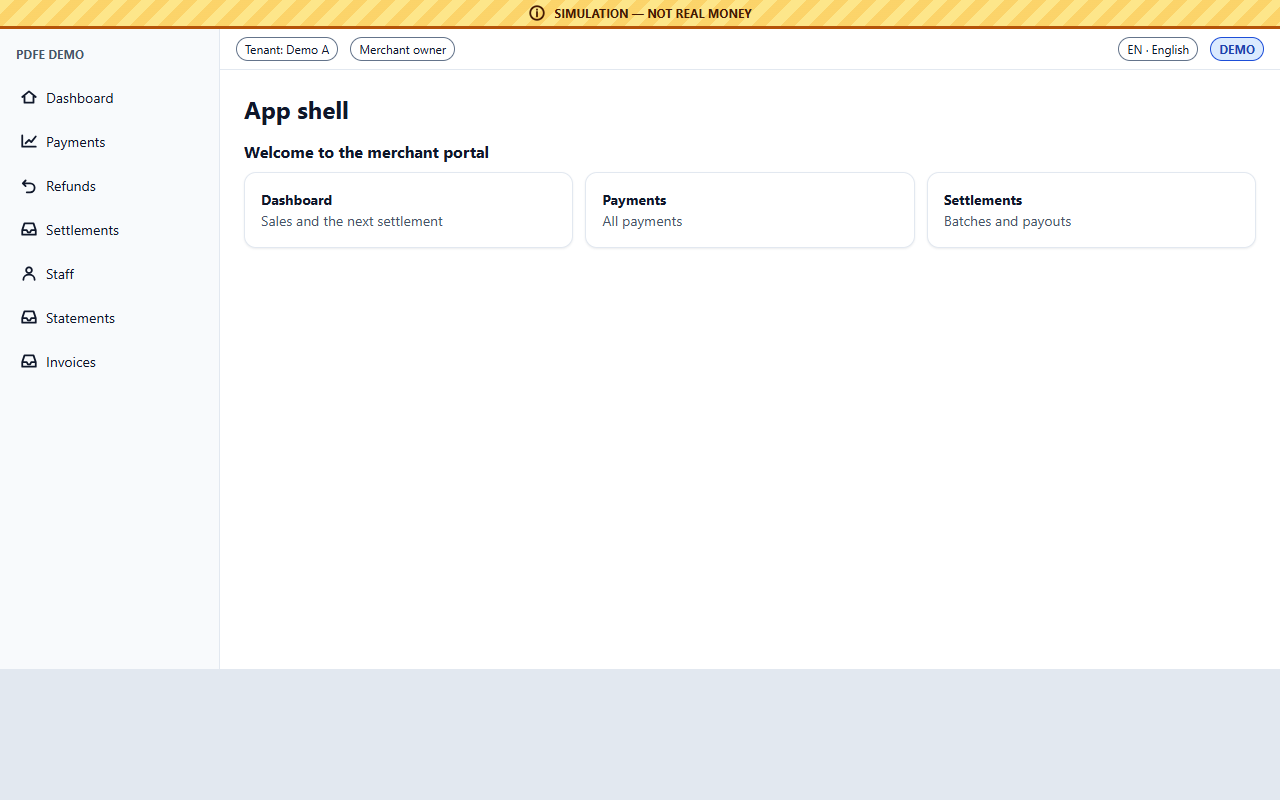 SIMULATION — NOT REAL MONEY
PDFE DEMO
Tenant: Demo A
Merchant owner
EN · English
DEMO
Dashboard
Payments
Refunds
Settlements
Staff
Statements
Invoices
App shell
Welcome to the merchant portal
Dashboard
Sales and the next settlement
Payments
All payments
Settlements
Batches and payouts